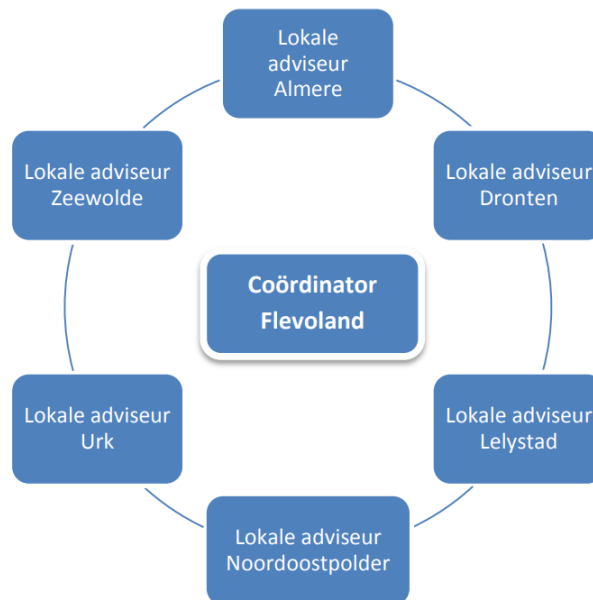 Lokale
adviseur
Almere
Lokale adviseur
Zeewolde
Lokale adviseur
Dronten
Coördinator
Flevoland
Lokale adviseur
Urk
Lokale adviseur
Lelystad
Lokale adviseur
Noordoostpolder